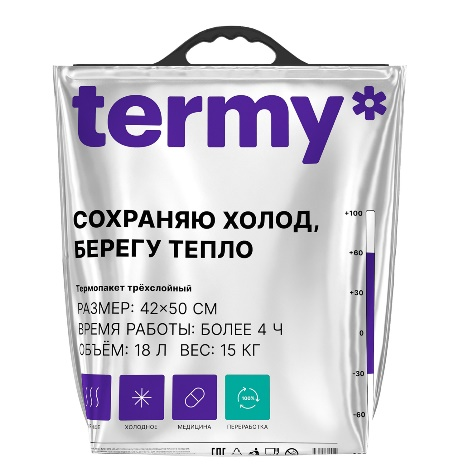 termy*
СОХРАНЯЮ ХОЛОД,
БЕРЕГУ ТЕПЛО
Термопакет трёхслойный
РАЗМЕР: 42×50 СМ
ВРЕМЯ РАБОТЫ: БОЛЕЕ 4 Ч
ОБЪЁМ: 18 Л ВЕС: 15 КГ
+100
+60
+30
0
-30
-60
100%
ХОЛОДНОЕ МЕДИЦИНА ПЕРЕРАБОТКА